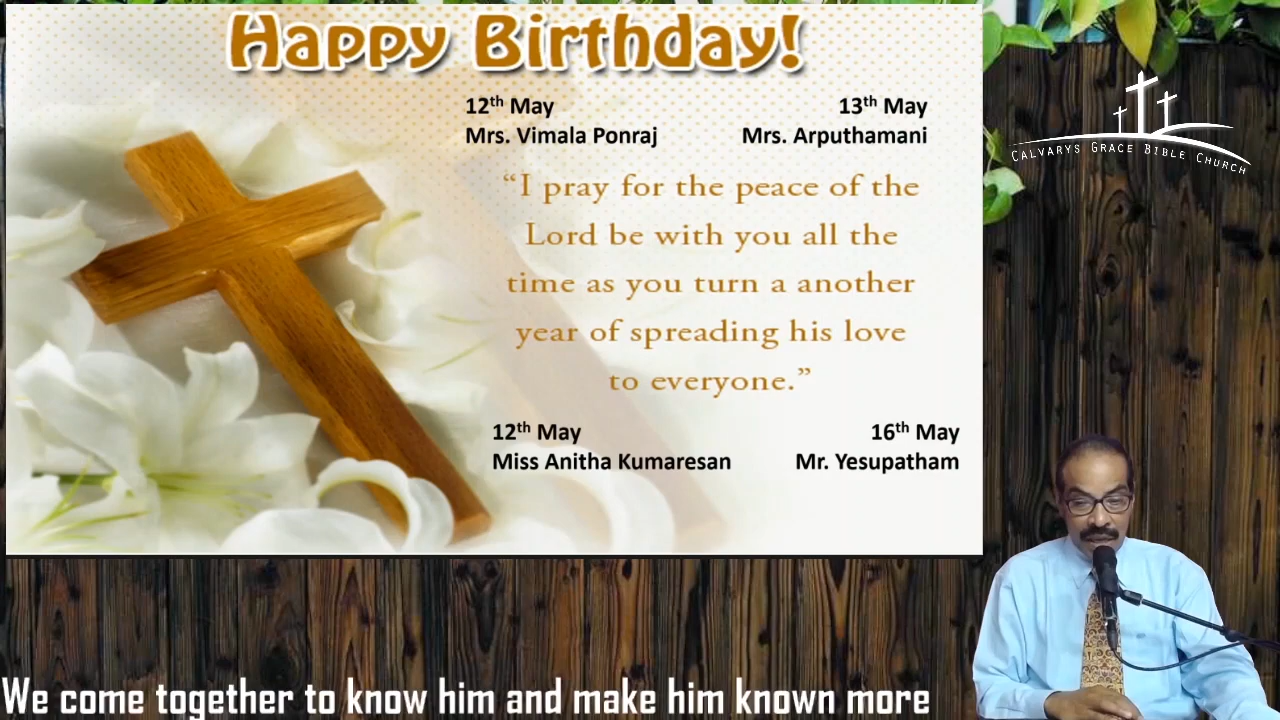 Happy Birthday!
12th May
Mrs. Vimala Ponraj
13th May
Mrs. Arputhamani
“I pray for the peace of the
Lord be with you all the
time as you turn a another
year of spreading his love
to everyone.”
12th May
Miss Anitha Kumaresan
16th May
Mr. Yesupatham
CALVARYS GRACE BIBLE CHURCH
We come together to know him and make him known more